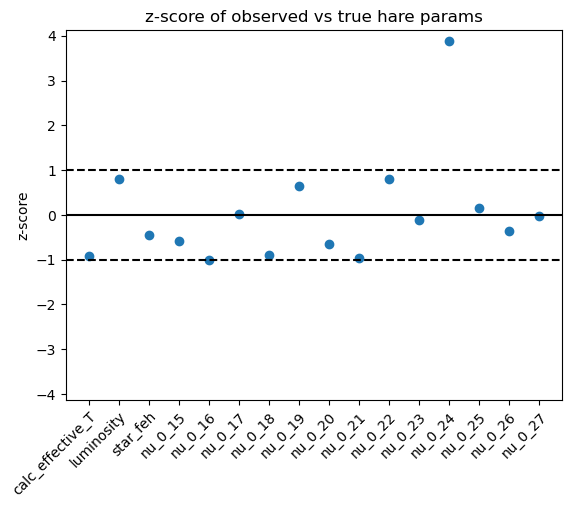 z-score of observed vs true hare params
4
3
2
1
0
−1
−2
−3
−4
z-score
calc_effective_T
luminosity
star_feh
nu_0_15
nu_0_16
nu_0_17
nu_0_18
nu_0_19
nu_0_20
nu_0_21
nu_0_22
nu_0_23
nu_0_24
nu_0_25
nu_0_26
nu_0_27